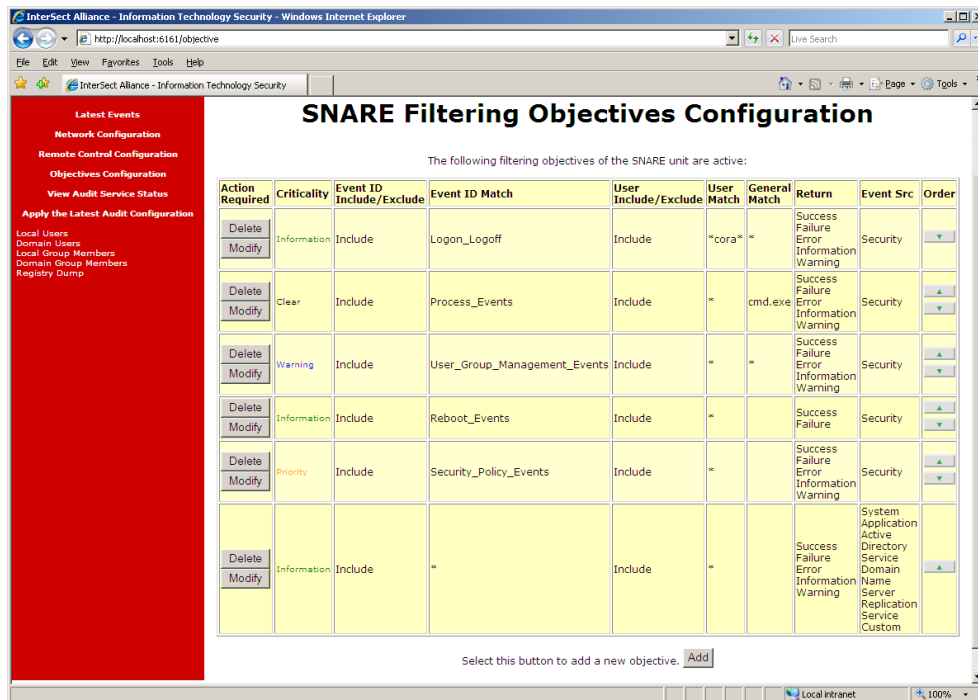 InterSect Alliance - Information Technology Security - Windows Internet Explorer
http://localhost:6161/objective
Live Search
File Edit View Favorites Tools Help
InterSect Alliance - Information Technology Security
Page Tools
Latest Events
Network Configuration
Remote Control Configuration
Objectives Configuration
View Audit Service Status
Apply the Latest Audit Configuration
Local Users
Domain Users
Local Group Members
Domain Group Members
Registry Dump
SNARE Filtering Objectives Configuration
The following filtering objectives of the SNARE unit are active:
Action Required
Criticality
Event ID Include/Exclude
Event ID Match
User Include/Exclude
User Match
General Match
Return
Event Src
Order
Delete
Modify
Information
Include
Logon_Logoff
Include
*cora*
*
Success
Failure
Error
Information
Warning
Security
Delete
Modify
Clear
Include
Process_Events
Include
*
cmd.exe
Success
Failure
Error
Information
Warning
Security
Delete
Modify
Warning
Include
User_Group_Management_Events
Include
*
*
Success
Failure
Error
Information
Warning
Security
Delete
Modify
Information
Include
Reboot_Events
Include
*
Success
Failure
Security
Delete
Modify
Priority
Include
Security_Policy_Events
Include
*
Success
Failure
Error
Information
Warning
Security
Delete
Modify
Information
Include
*
Include
*
Success
Failure
Error
Information
Warning
System
Application
Active
Directory
Service
Domain
Name
Server
Replication
Service
Custom
Select this button to add a new objective. Add
Local intranet
100%